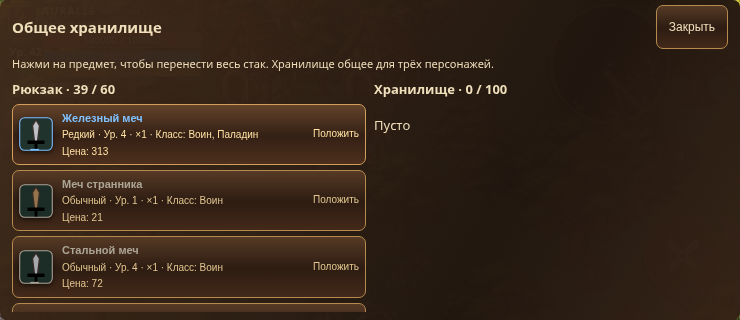 Общее хранилище
Закрыть
Нажми на предмет, чтобы перенести весь стак. Хранилище общее для трёх персонажей.
Рюкзак · 39 / 60
Хранилище · 0 / 100
Железный меч
Редкий · Ур. 4 · ×1 · Класс: Воин, Паладин
Цена: 313
Положить
Пусто
Меч странника
Обычный · Ур. 1 · ×1 · Класс: Воин
Цена: 21
Положить
Стальной меч
Обычный · Ур. 4 · ×1 · Класс: Воин
Цена: 72
Положить